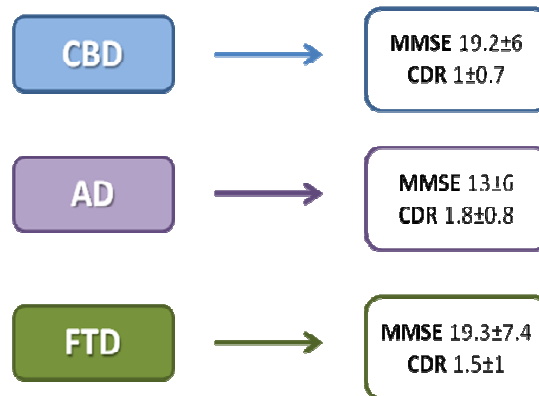 CBD
MMSE 19.2±6
CDR 1±0.7
AD
MMSE 13±6
CDR 1.8±0.8
FTD
MMSE 19.3±7.4
CDR 1.5±1